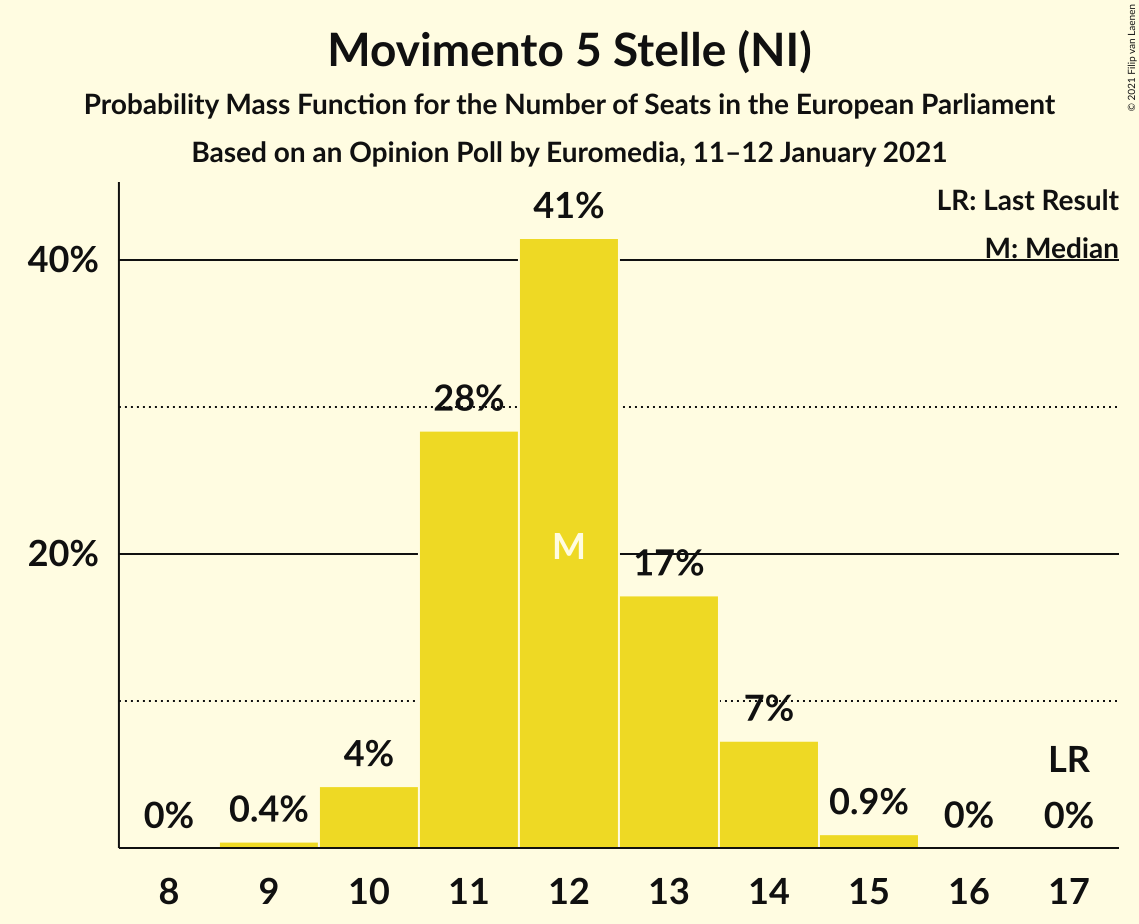 Movimento 5 Stelle (NI)
Probability Mass Function for the Number of Seats in the European Parliament
Based on an Opinion Poll by Euromedia, 11–12 January 2021
© 2021 Filip van Laenen
LR: Last Result
M: Median
41%
40%
28%
M
20%
17%
7%
4%
LR
0%
0.4%
0.9%
0%
0%
8 9 10 11 12 13 14 15 16 17